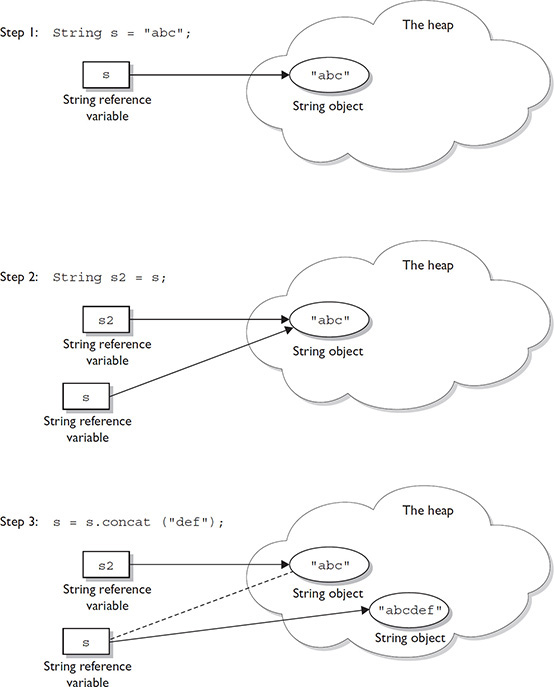 The heap
Step 1: String s = "abc";
s
"abc"
String reference
variable
String object
The heap
Step 2: String s2 = s;
s2
"abc"
String reference
variable
String object
s
String reference
variable
The heap
Step 3: s = s.concat ("def");
s2
"abc"
String reference
variable
String object
"abcdef"
s
String reference
variable
String object